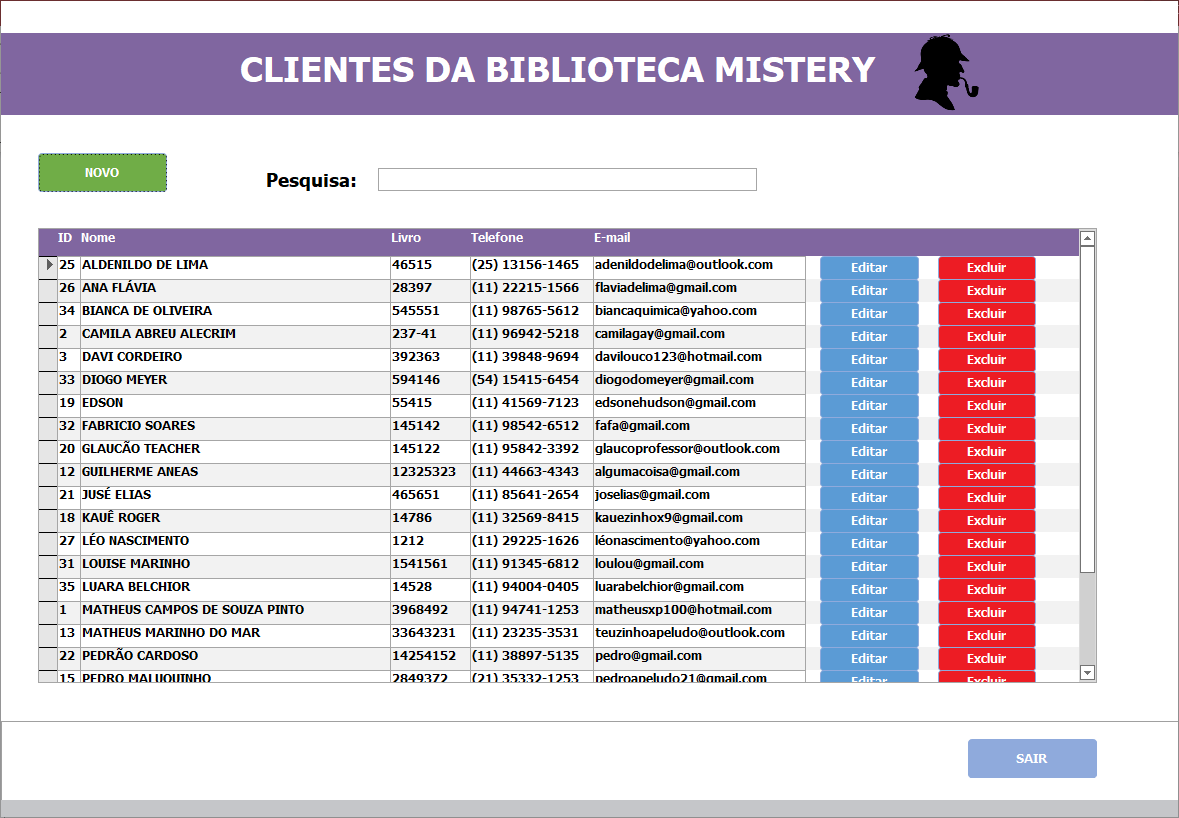 CLIENTES DA BIBLIOTECA MISTERY
NOVO
Pesquisa:
ID Nome Livro Telefone E-mail
25 ALDENILDO DE LIMA 46515 (25) 13156-1465 adenildodelima@outlook.com Editar Excluir
26 ANA FLÁVIA 28397 (11) 22215-1566 flaviadelima@gmail.com Editar Excluir
34 BIANCA DE OLIVEIRA 545551 (11) 98765-5612 biancaquimica@yahoo.com Editar Excluir
2 CAMILA ABREU ALECRIM 237-41 (11) 96942-5218 camilagay@gmail.com Editar Excluir
3 DAVI CORDEIRO 392363 (11) 39848-9694 davilouco123@hotmail.com Editar Excluir
33 DIOGO MEYER 594146 (54) 15415-6454 diogodomeyer@gmail.com Editar Excluir
19 EDSON 55415 (11) 41569-7123 edsonehudson@gmail.com Editar Excluir
32 FABRICIO SOARES 145142 (11) 98542-6512 fafa@gmail.com Editar Excluir
20 GLAUCÃO TEACHER 145122 (11) 95842-3392 glaucoprofessor@outlook.com Editar Excluir
12 GUILHERME ANEAS 12325323 (11) 44663-4343 algumacoisa@gmail.com Editar Excluir
21 JUSÉ ELIAS 465651 (11) 85641-2654 joselias@gmail.com Editar Excluir
18 KAUÊ ROGER 14786 (11) 32569-8415 kauezinhox9@gmail.com Editar Excluir
27 LÉO NASCIMENTO 1212 (11) 29225-1626 léonascimento@yahoo.com Editar Excluir
31 LOUISE MARINHO 1541561 (11) 91345-6812 loulou@gmail.com Editar Excluir
35 LUARA BELCHIOR 14528 (11) 94004-0405 luarabelchior@gmail.com Editar Excluir
1 MATHEUS CAMPOS DE SOUZA PINTO 3968492 (11) 94741-1253 matheusxp100@hotmail.com Editar Excluir
13 MATHEUS MARINHO DO MAR 33643231 (11) 23235-3531 teuzinhoapeludo@outlook.com Editar Excluir
22 PEDRÃO CARDOSO 14254152 (11) 38897-5135 pedro@gmail.com Editar Excluir
15 PEDRO MALUQUINHO 2849372 (21) 35332-1253 pedroapeludo21@gmail.com Editar Excluir
SAIR